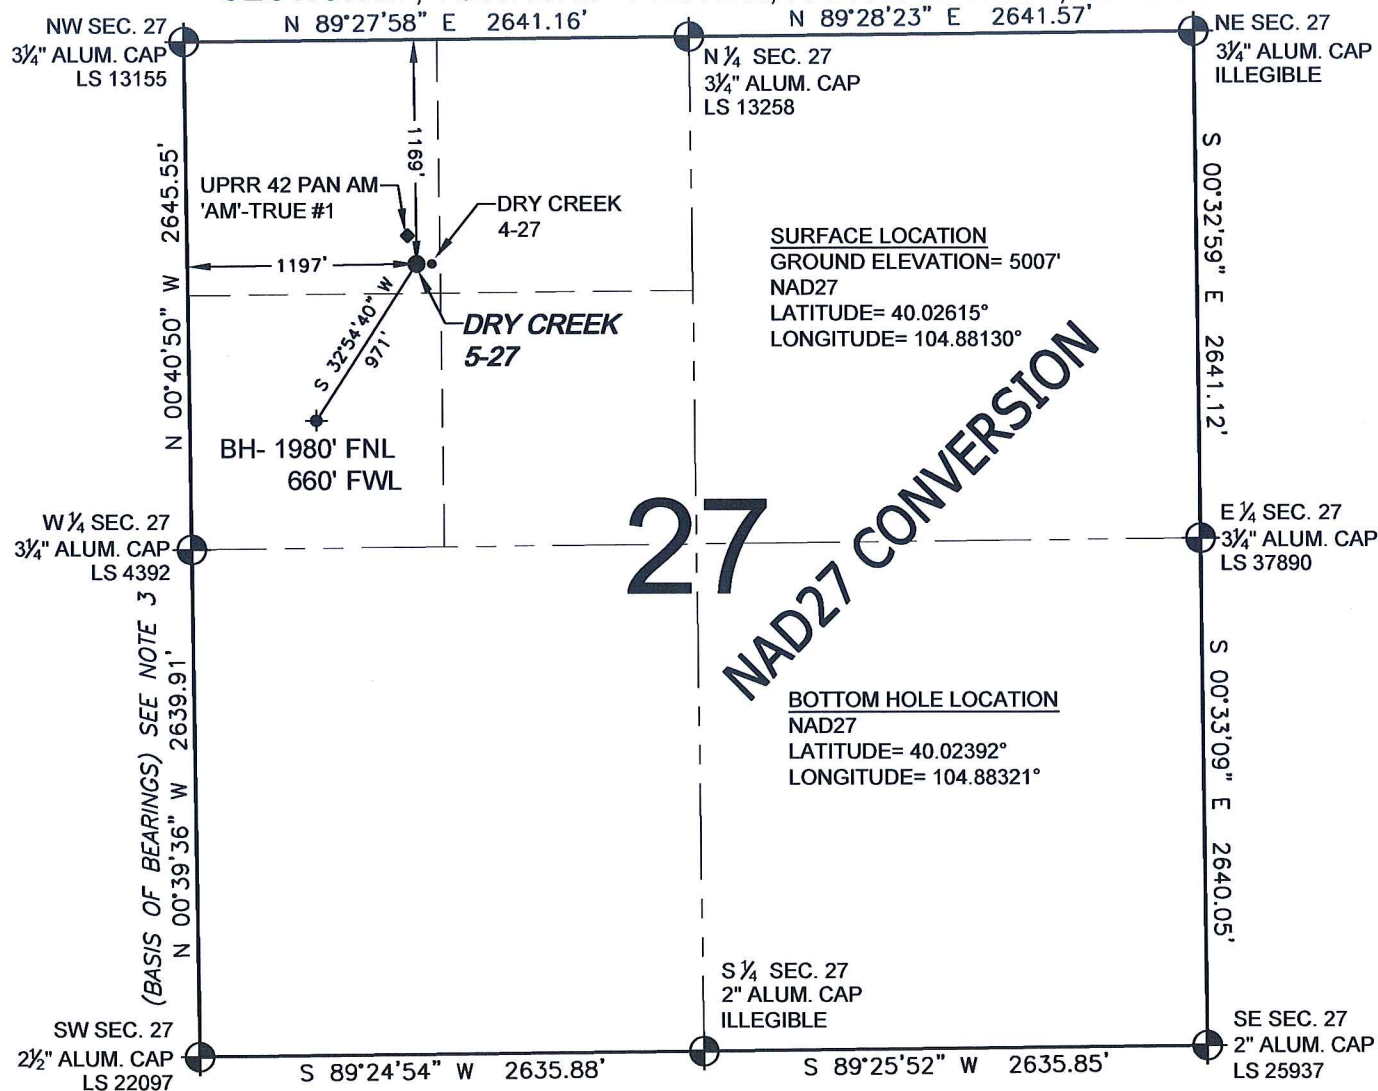 N 89°27'58" E 2641.16'
N 89°28'23" E 2641.57'
NW SEC. 27
3¼" ALUM. CAP
LS 13155
N ¼ SEC. 27
3¼" ALUM. CAP
LS 13258
NE SEC. 27
3¼" ALUM. CAP
ILLEGIBLE
1169'
UPRR 42 PAN AM
'AM'-TRUE #1
DRY CREEK
4-27
1197'
DRY CREEK
5-27
S 32°54'40" W
971'
BH- 1980' FNL
660' FWL
N 00°40'50" W 2645.55'
SURFACE LOCATION
GROUND ELEVATION= 5007'
NAD27
LATITUDE= 40.02615°
LONGITUDE= 104.88130°
S 00°32'59" E 2641.12'
NAD27 CONVERSION
27
W ¼ SEC. 27
3¼" ALUM. CAP
LS 4392
E ¼ SEC. 27
3¼" ALUM. CAP
LS 37890
(BASIS OF BEARINGS) SEE NOTE 3
N 00°39'36" W 2639.91'
BOTTOM HOLE LOCATION
NAD27
LATITUDE= 40.02392°
LONGITUDE= 104.88321°
S 00°33'09" E 2640.05'
SW SEC. 27
2½" ALUM. CAP
LS 22097
S ¼ SEC. 27
2" ALUM. CAP
ILLEGIBLE
SE SEC. 27
2" ALUM. CAP
LS 25937
S 89°24'54" W 2635.88'
S 89°25'52" W 2635.85'